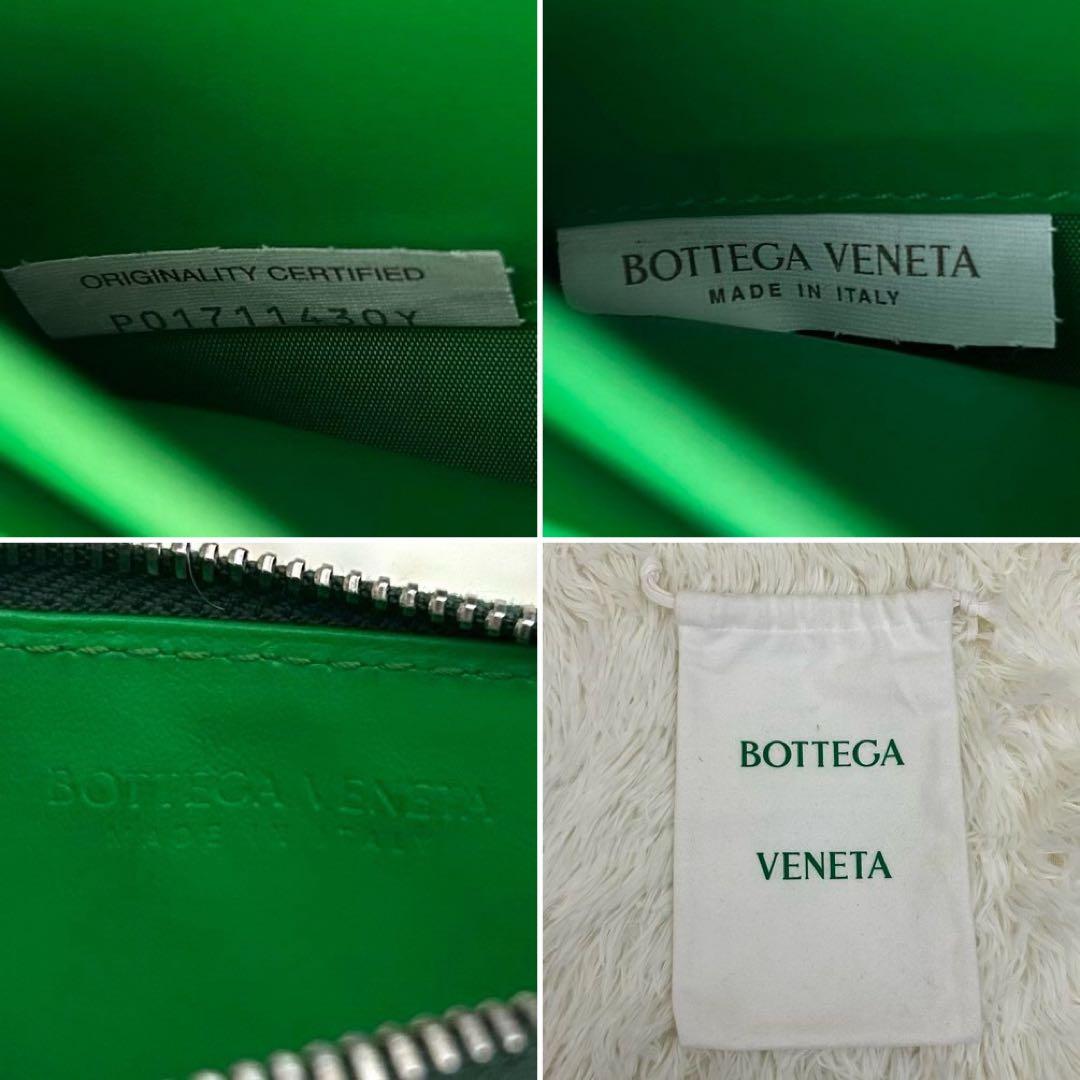 ORIGINALITY CERTIFIED
P01711430Y
BOTTEGA VENETA
MADE IN ITALY
BOTTEGA VENETA
MADE IN ITALY
BOTTEGA
VENETA